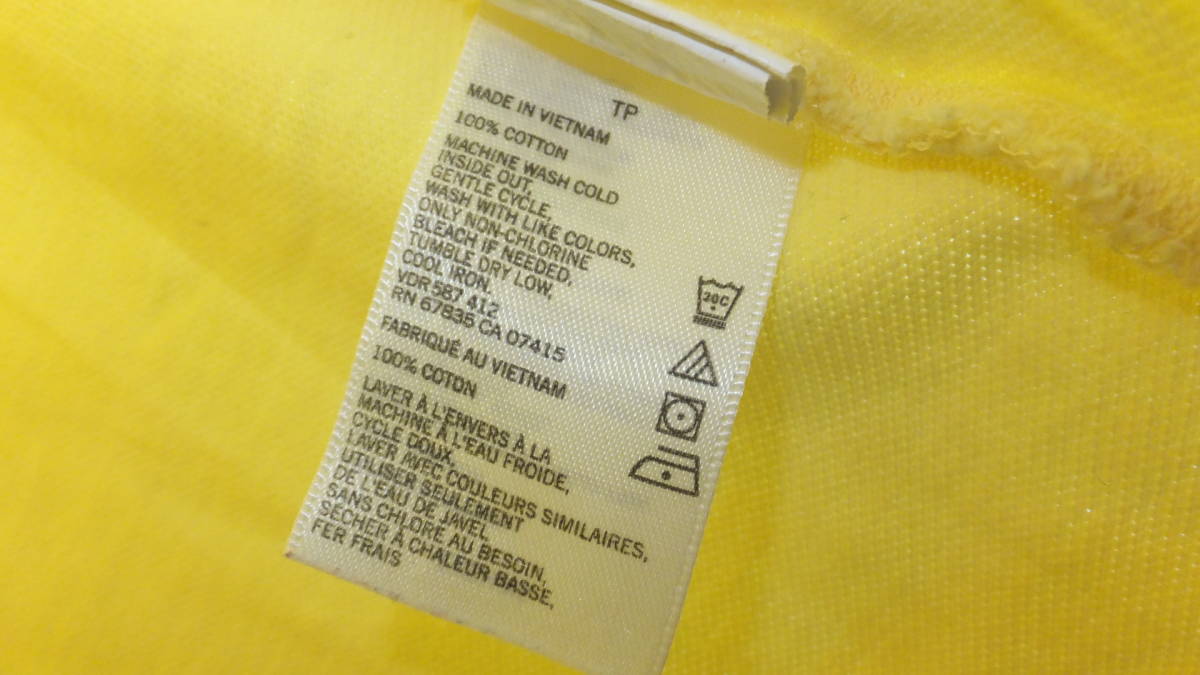 TP
MADE IN VIETNAM
100% COTTON
MACHINE WASH COLD
INSIDE OUT,
GENTLE CYCLE,
WASH WITH LIKE COLORS,
ONLY NON-CHLORINE
BLEACH IF NEEDED,
TUMBLE DRY LOW,
COOL IRON.
VDR 587 412
RN 67835 CA 07415
FABRIQUÉ AU VIETNAM
100% COTON
LAVER À L'ENVERS À LA
MACHINE À L'EAU FROIDE,
CYCLE DOUX,
LAVER AVEC COULEURS SIMILAIRES,
UTILISER SEULEMENT
DE L'EAU DE JAVEL
SANS CHLORE AU BESOIN,
SÉCHER À CHALEUR BASSE,
FER FRAIS
30C